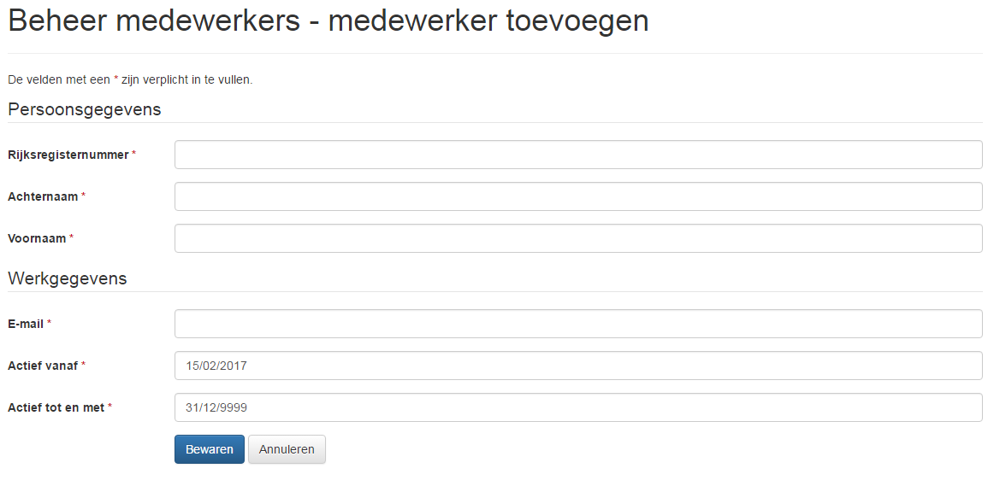 Beheer medewerkers - medewerker toevoegen
De velden met een * zijn verplicht in te vullen.
Persoonsgegevens
Rijksregisternummer *
Achternaam *
Voornaam *
Werkgegevens
E-mail *
Actief vanaf * 15/02/2017
Actief tot en met * 31/12/9999
Bewaren Annuleren